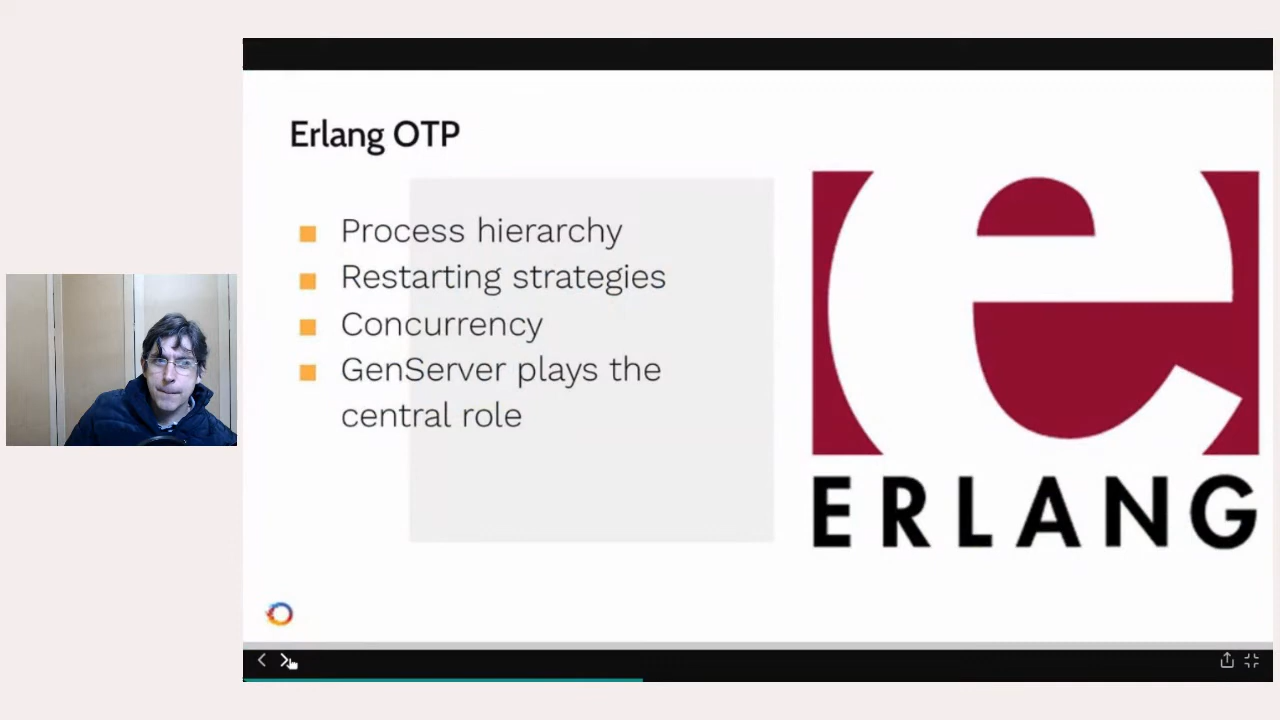 Erlang OTP
Process hierarchy
Restarting strategies
Concurrency
GenServer plays the
central role
ERLANG